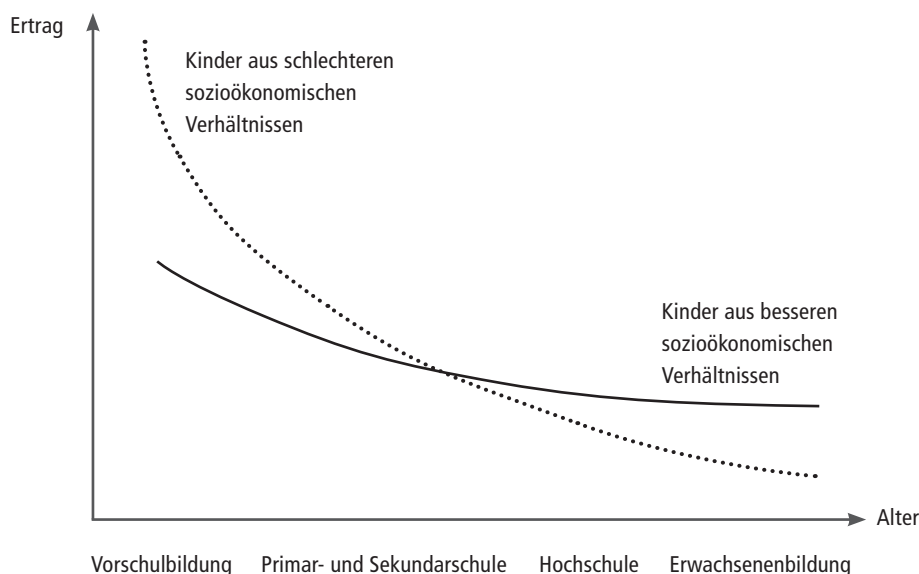 Ertrag
Kinder aus schlechteren
sozioökonomischen
Verhältnissen
Kinder aus besseren
sozioökonomischen
Verhältnissen
Alter
Vorschulbildung Primar- und Sekundarschule Hochschule Erwachsenenbildung